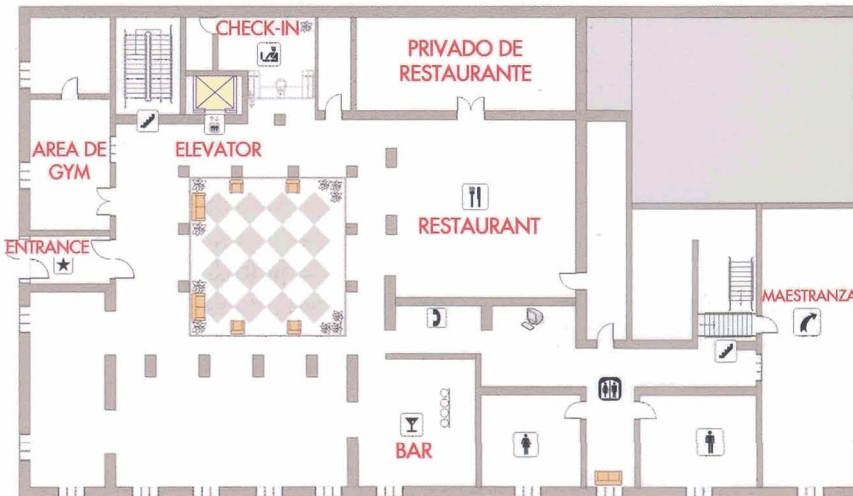 CHECK-IN
PRIVADO DE
RESTAURANTE
AREA DE
GYM
ELEVATOR
RESTAURANT
ENTRANCE
MAESTRANZA
BAR